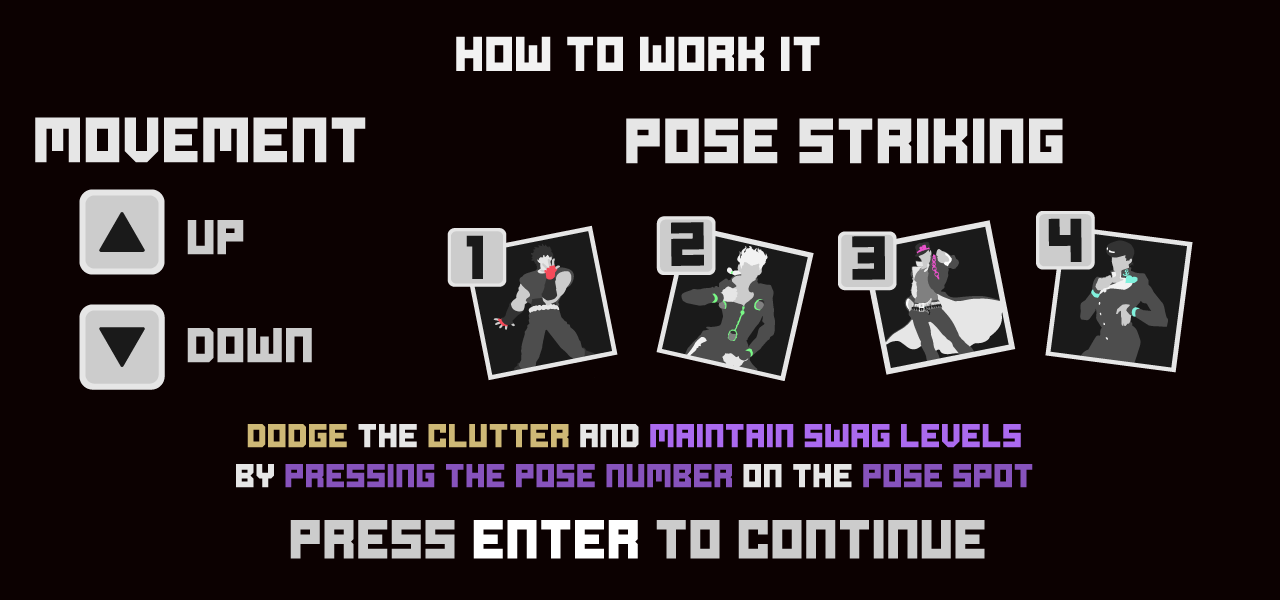 HOW TO WORK IT
MOVEMENT
UP
DOWN
POSE STRIKING
1
2
3
4
DODGE THE CLUTTER AND MAINTAIN SWAG LEVELS
BY PRESSING THE POSE NUMBER ON THE POSE SPOT
PRESS ENTER TO CONTINUE